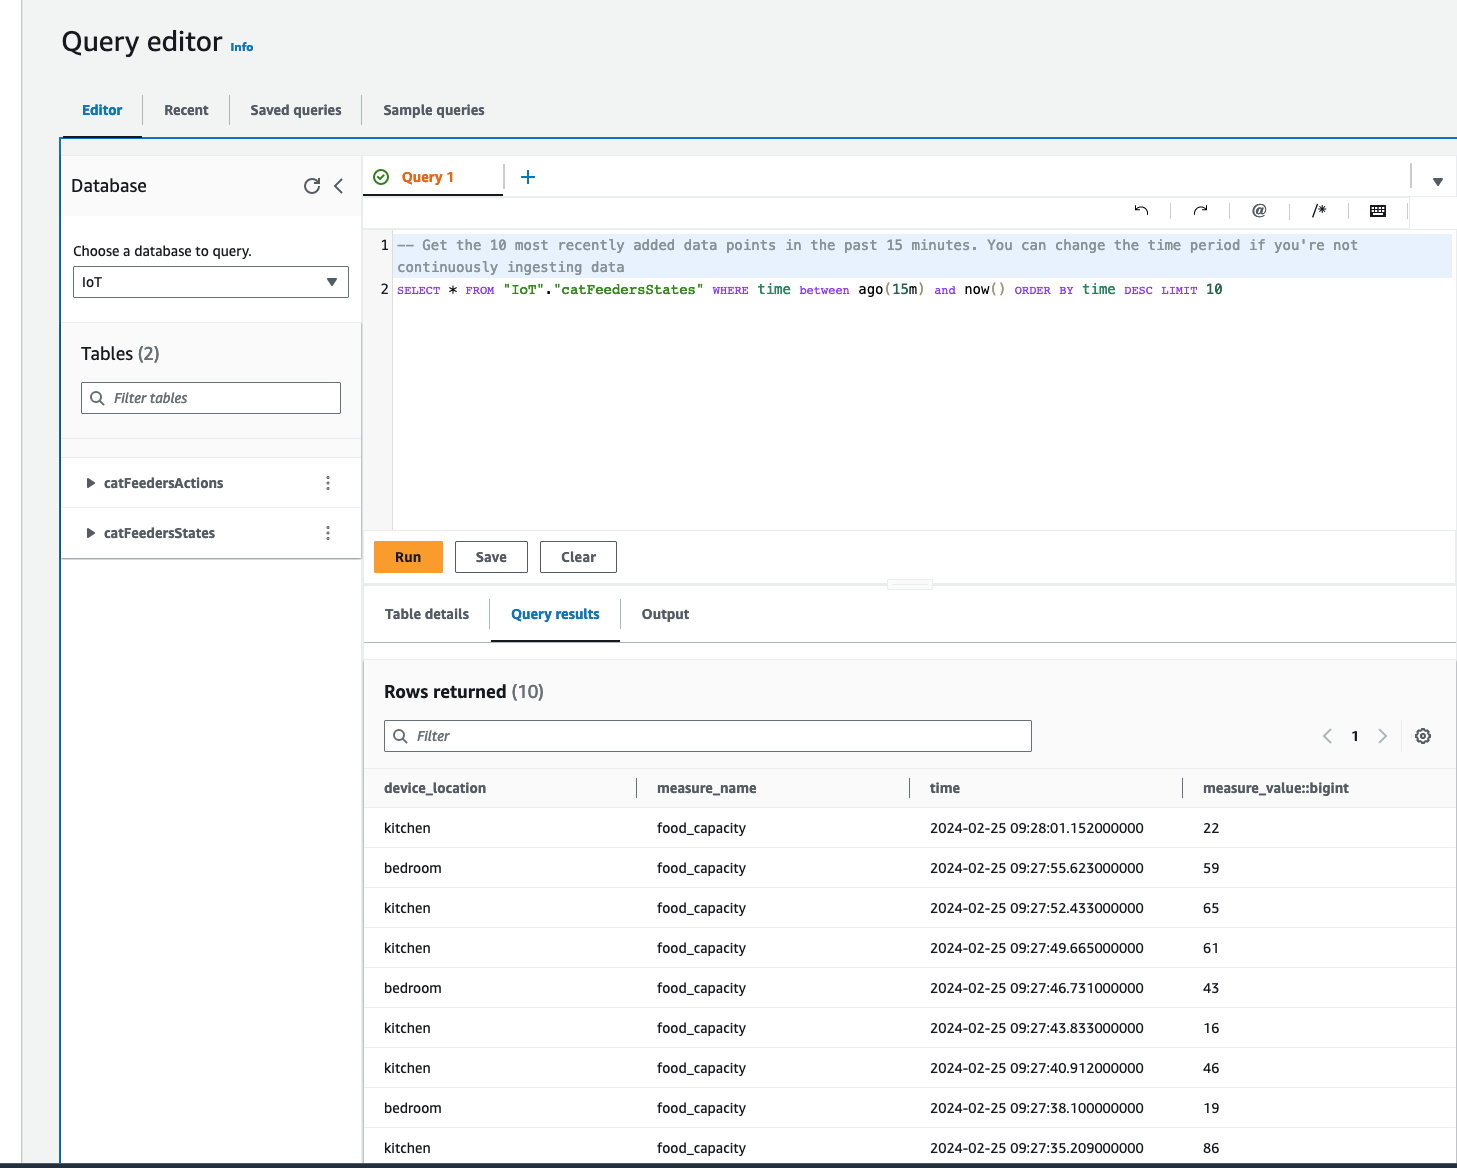 Query editor Info
Editor Recent Saved queries Sample queries
Database
Choose a database to query.
IoT
Tables (2)
Filter tables
catFeedersActions
catFeedersStates
Query 1 +
@ /*
1 -- Get the 10 most recently added data points in the past 15 minutes. You can change the time period if you're not
continuously ingesting data
2 SELECT * FROM "IoT"."catFeedersStates" WHERE time between ago(15m) and now() ORDER BY time DESC LIMIT 10
Run Save Clear
Table details Query results Output
Rows returned (10)
Filter
1
device_location measure_name time measure_value::bigint
kitchen food_capacity 2024-02-25 09:28:01.152000000 22
bedroom food_capacity 2024-02-25 09:27:55.623000000 59
kitchen food_capacity 2024-02-25 09:27:52.433000000 65
kitchen food_capacity 2024-02-25 09:27:49.665000000 61
bedroom food_capacity 2024-02-25 09:27:46.731000000 43
kitchen food_capacity 2024-02-25 09:27:43.833000000 16
kitchen food_capacity 2024-02-25 09:27:40.912000000 46
bedroom food_capacity 2024-02-25 09:27:38.100000000 19
kitchen food_capacity 2024-02-25 09:27:35.209000000 86